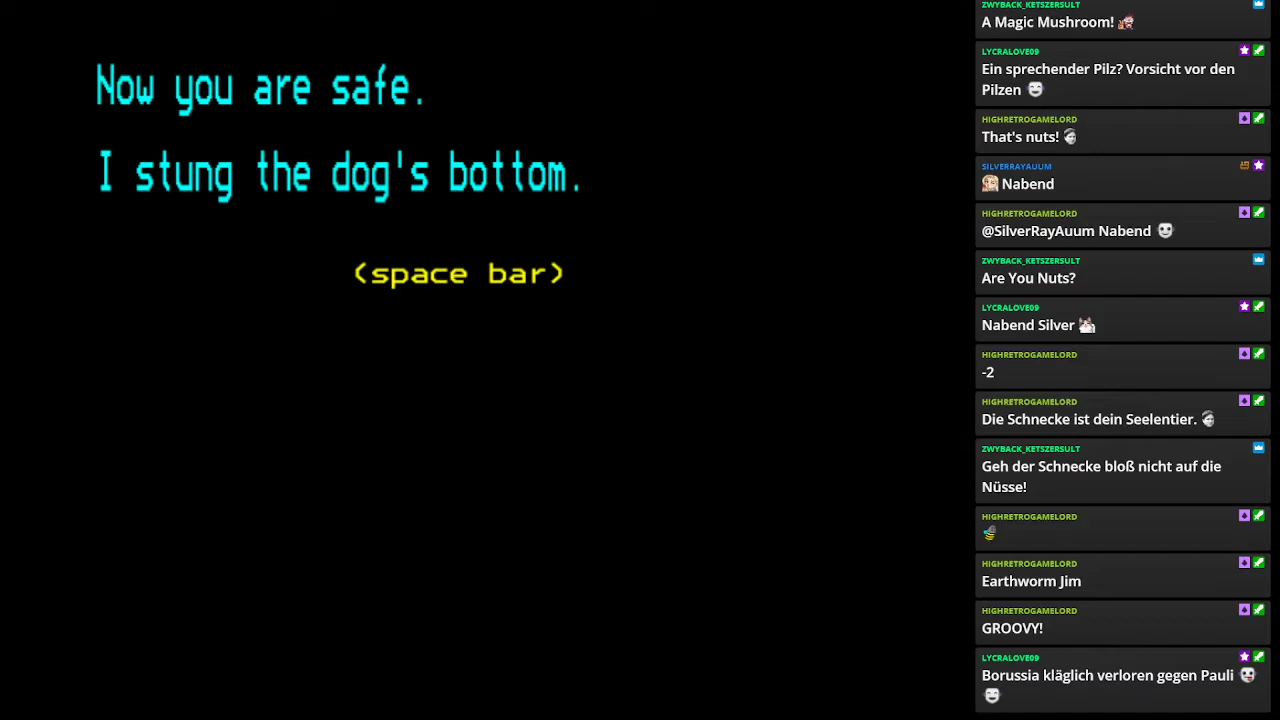 Now you are safe.
I stung the dog's bottom.
(space bar)
ZWYBACK_KETSZERSULT
A Magic Mushroom!
LYCRALOVE09
Ein sprechender Pilz? Vorsicht vor den
Pilzen
HIGHRETROGAMELORD
That's nuts!
SILVERRAYAUUM
Nabend
HIGHRETROGAMELORD
@SilverRayAuum Nabend
ZWYBACK_KETSZERSULT
Are You Nuts?
LYCRALOVE09
Nabend Silver
HIGHRETROGAMELORD
-2
HIGHRETROGAMELORD
Die Schnecke ist dein Seelentier.
ZWYBACK_KETSZERSULT
Geh der Schnecke bloß nicht auf die
Nüsse!
HIGHRETROGAMELORD
HIGHRETROGAMELORD
Earthworm Jim
HIGHRETROGAMELORD
GROOVY!
LYCRALOVE09
Borussia kläglich verloren gegen Pauli